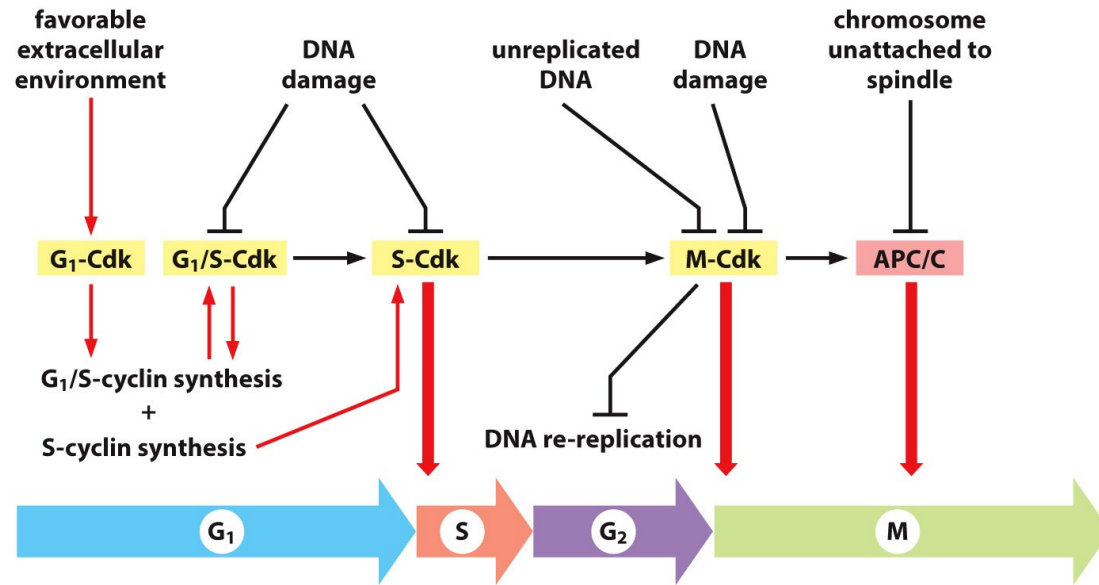 favorable
extracellular
environment
DNA
damage
unreplicated
DNA
DNA
damage
chromosome
unattached to
spindle
G₁-Cdk
G₁/S-Cdk
S-Cdk
M-Cdk
APC/C
G₁/S-cyclin synthesis
+
S-cyclin synthesis
DNA re-replication
G₁
S
G₂
M